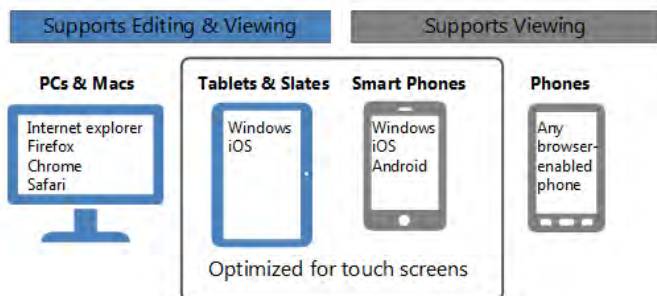 Supports Editing & Viewing
Supports Viewing
PCs & Macs
Tablets & Slates
Smart Phones
Phones
Internet explorer
Firefox
Chrome
Safari
Windows
iOS
Windows
iOS
Android
Any
browser-
enabled
phone
Optimized for touch screens